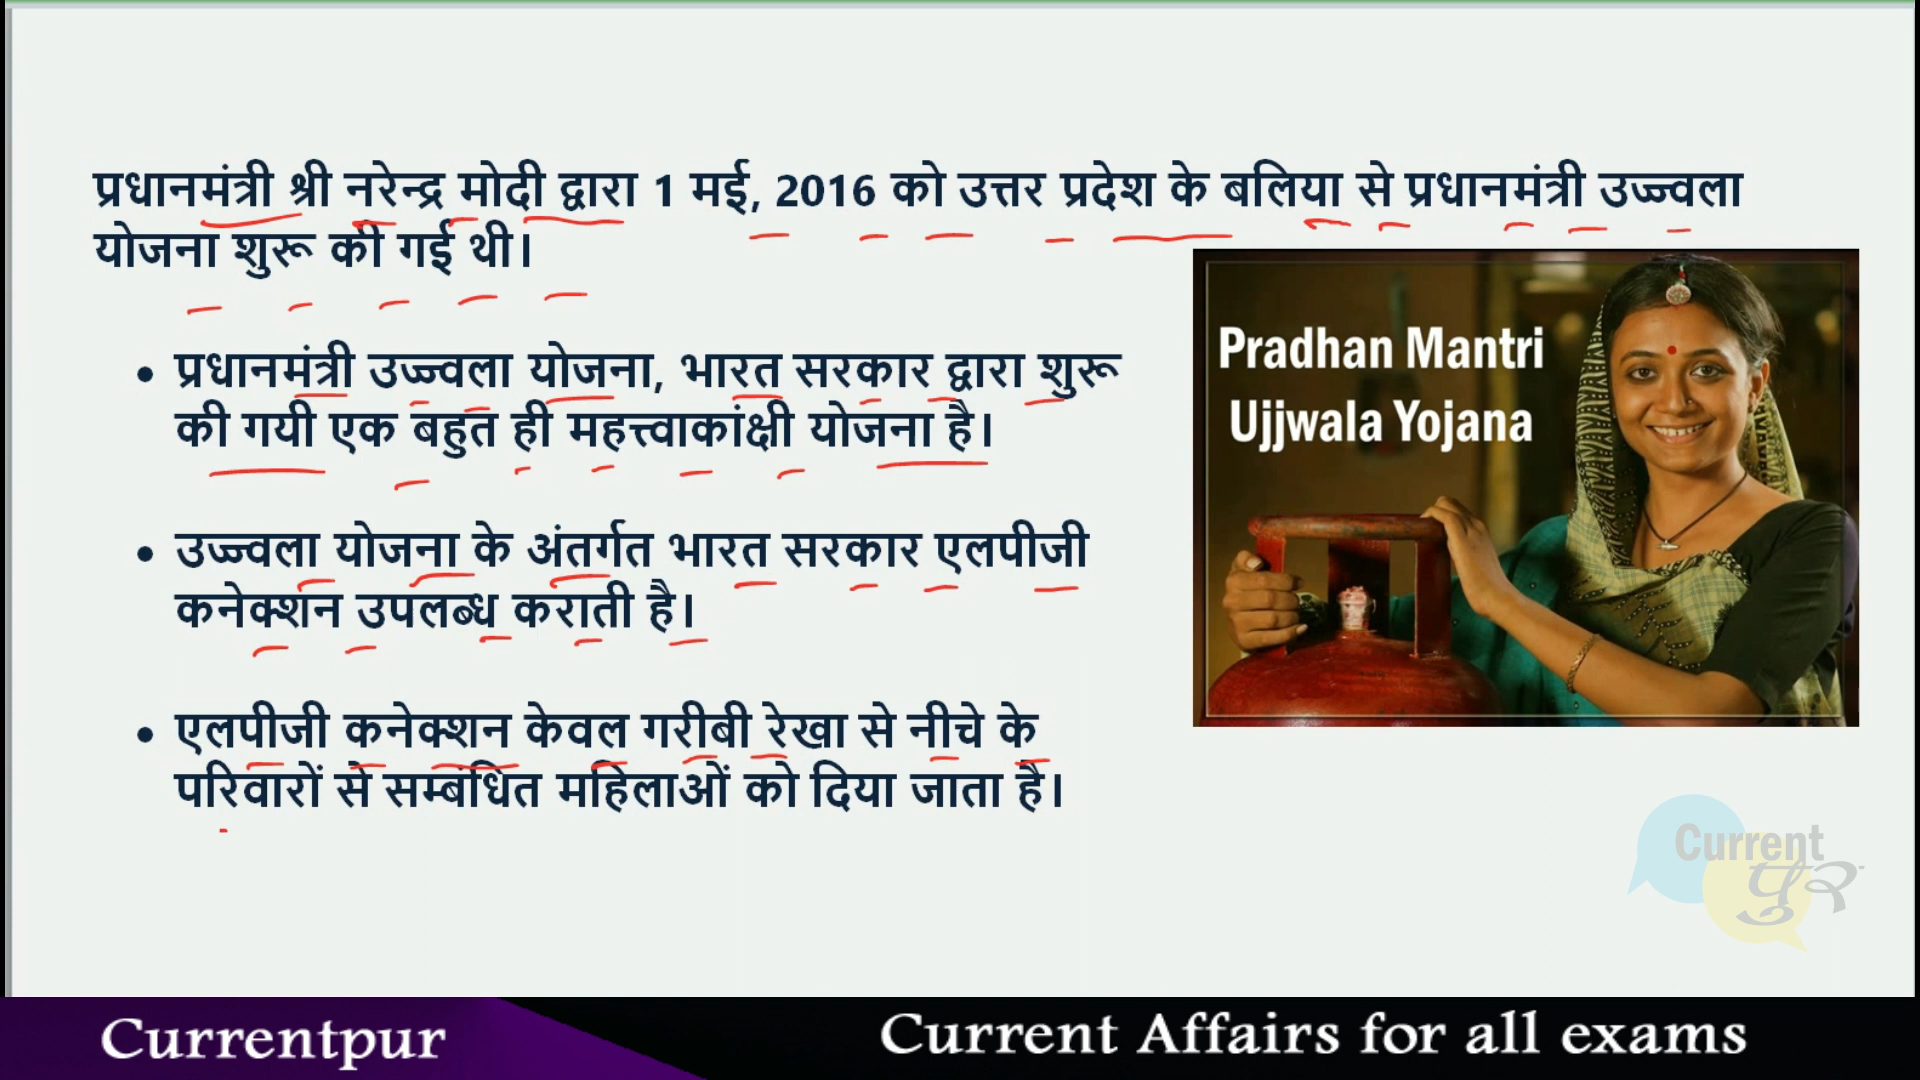 प्रधानमंत्री श्री नरेन्द्र मोदी द्वारा 1 मई, 2016 को उत्तर प्रदेश के बलिया से प्रधानमंत्री उज्ज्वला
योजना शुरू की गई थी।
• प्रधानमंत्री उज्ज्वला योजना, भारत सरकार द्वारा शुरू
की गयी एक बहुत ही महत्त्वाकांक्षी योजना है।
• उज्ज्वला योजना के अंतर्गत भारत सरकार एलपीजी
कनेक्शन उपलब्ध कराती है।
• एलपीजी कनेक्शन केवल गरीबी रेखा से नीचे के
परिवारों से सम्बंधित महिलाओं को दिया जाता है।
Pradhan Mantri
Ujjwala Yojana
Current
पुर
Currentpur
Current Affairs for all exams